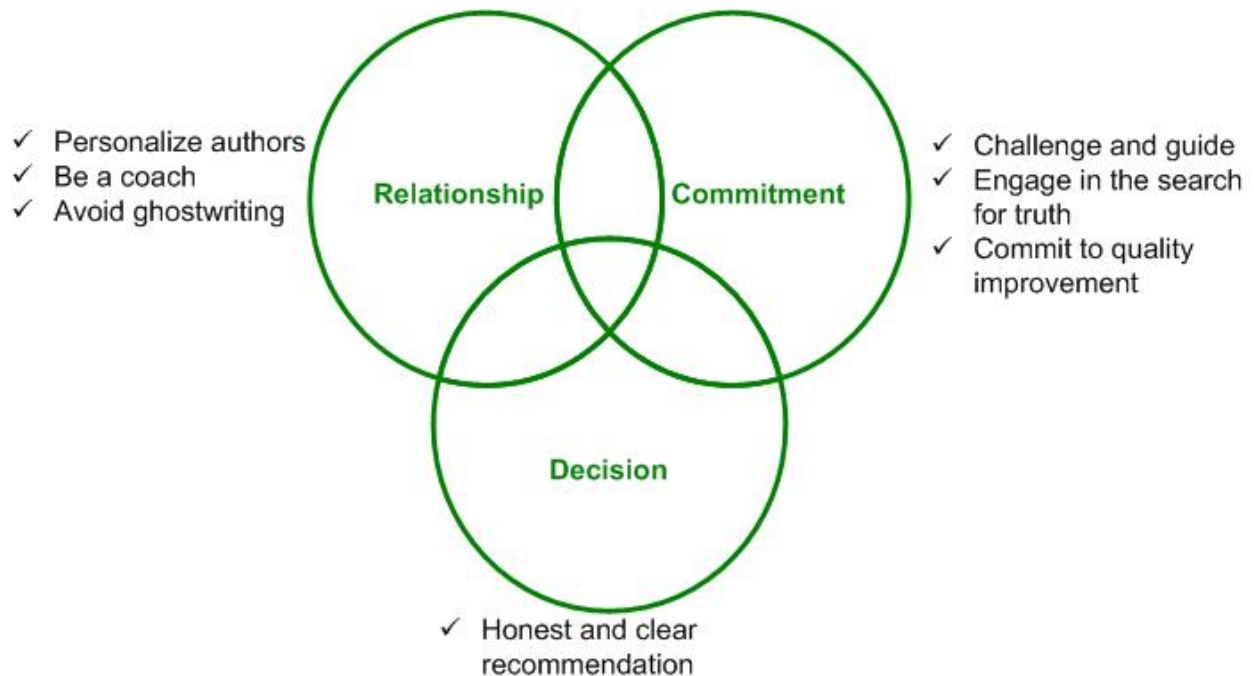 ✓ Personalize authors
✓ Be a coach
✓ Avoid ghostwriting
Relationship
Commitment
✓ Challenge and guide
✓ Engage in the search
for truth
✓ Commit to quality
improvement
Decision
✓ Honest and clear
recommendation